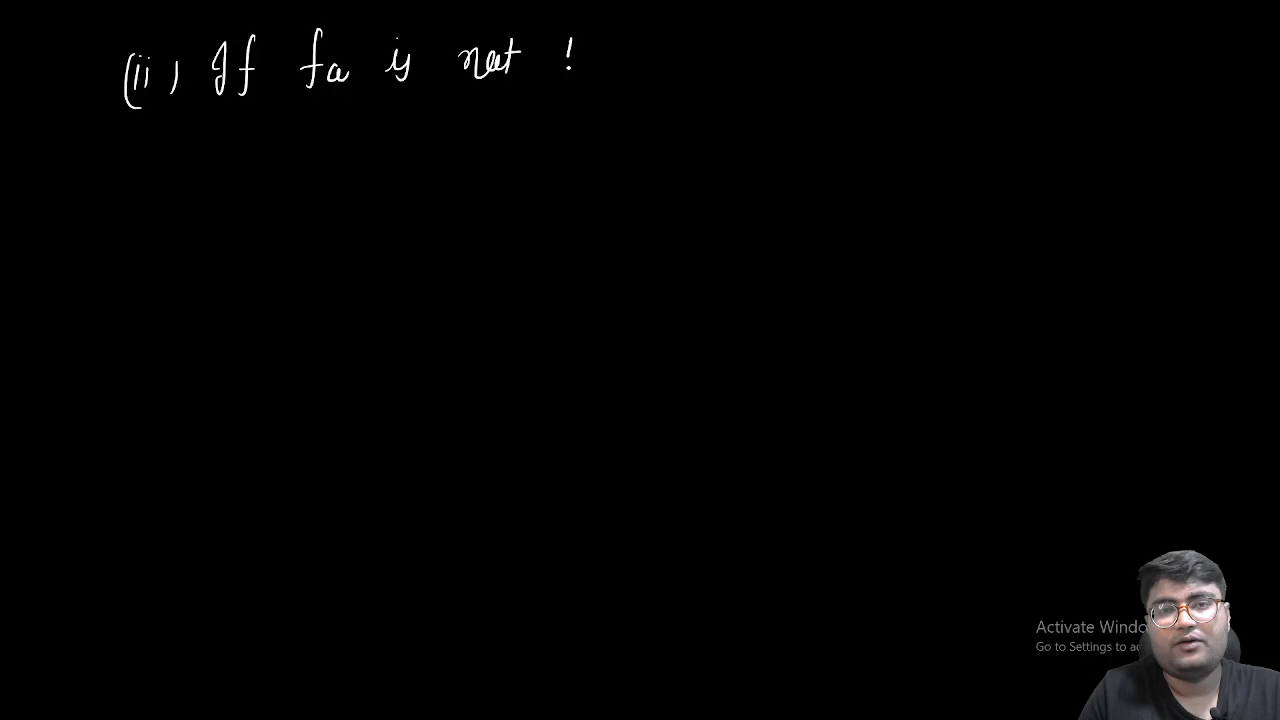 (ii) If fa is not !
Activate Windo
Go to Settings to ac